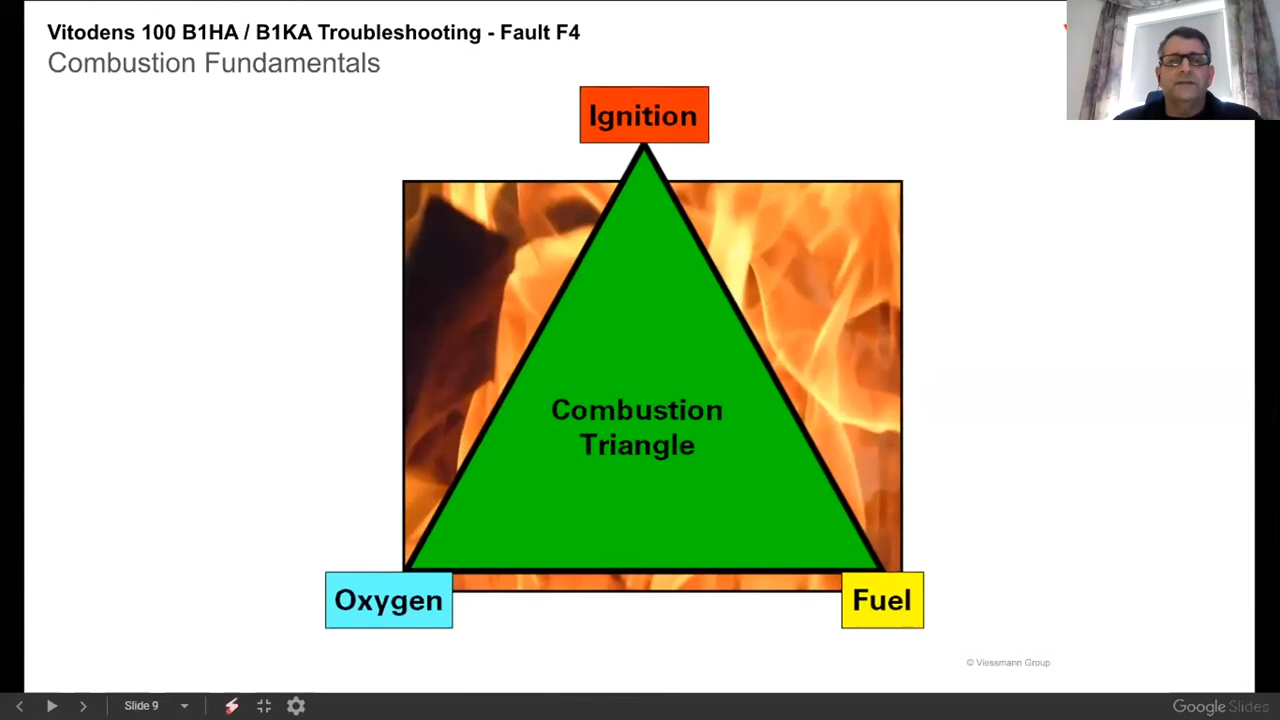 Vitodens 100 B1HA / B1KA Troubleshooting - Fault F4
Combustion Fundamentals
Ignition
Combustion
Triangle
Oxygen
Fuel
© Viessmann Group
Slide 9
Google Slides